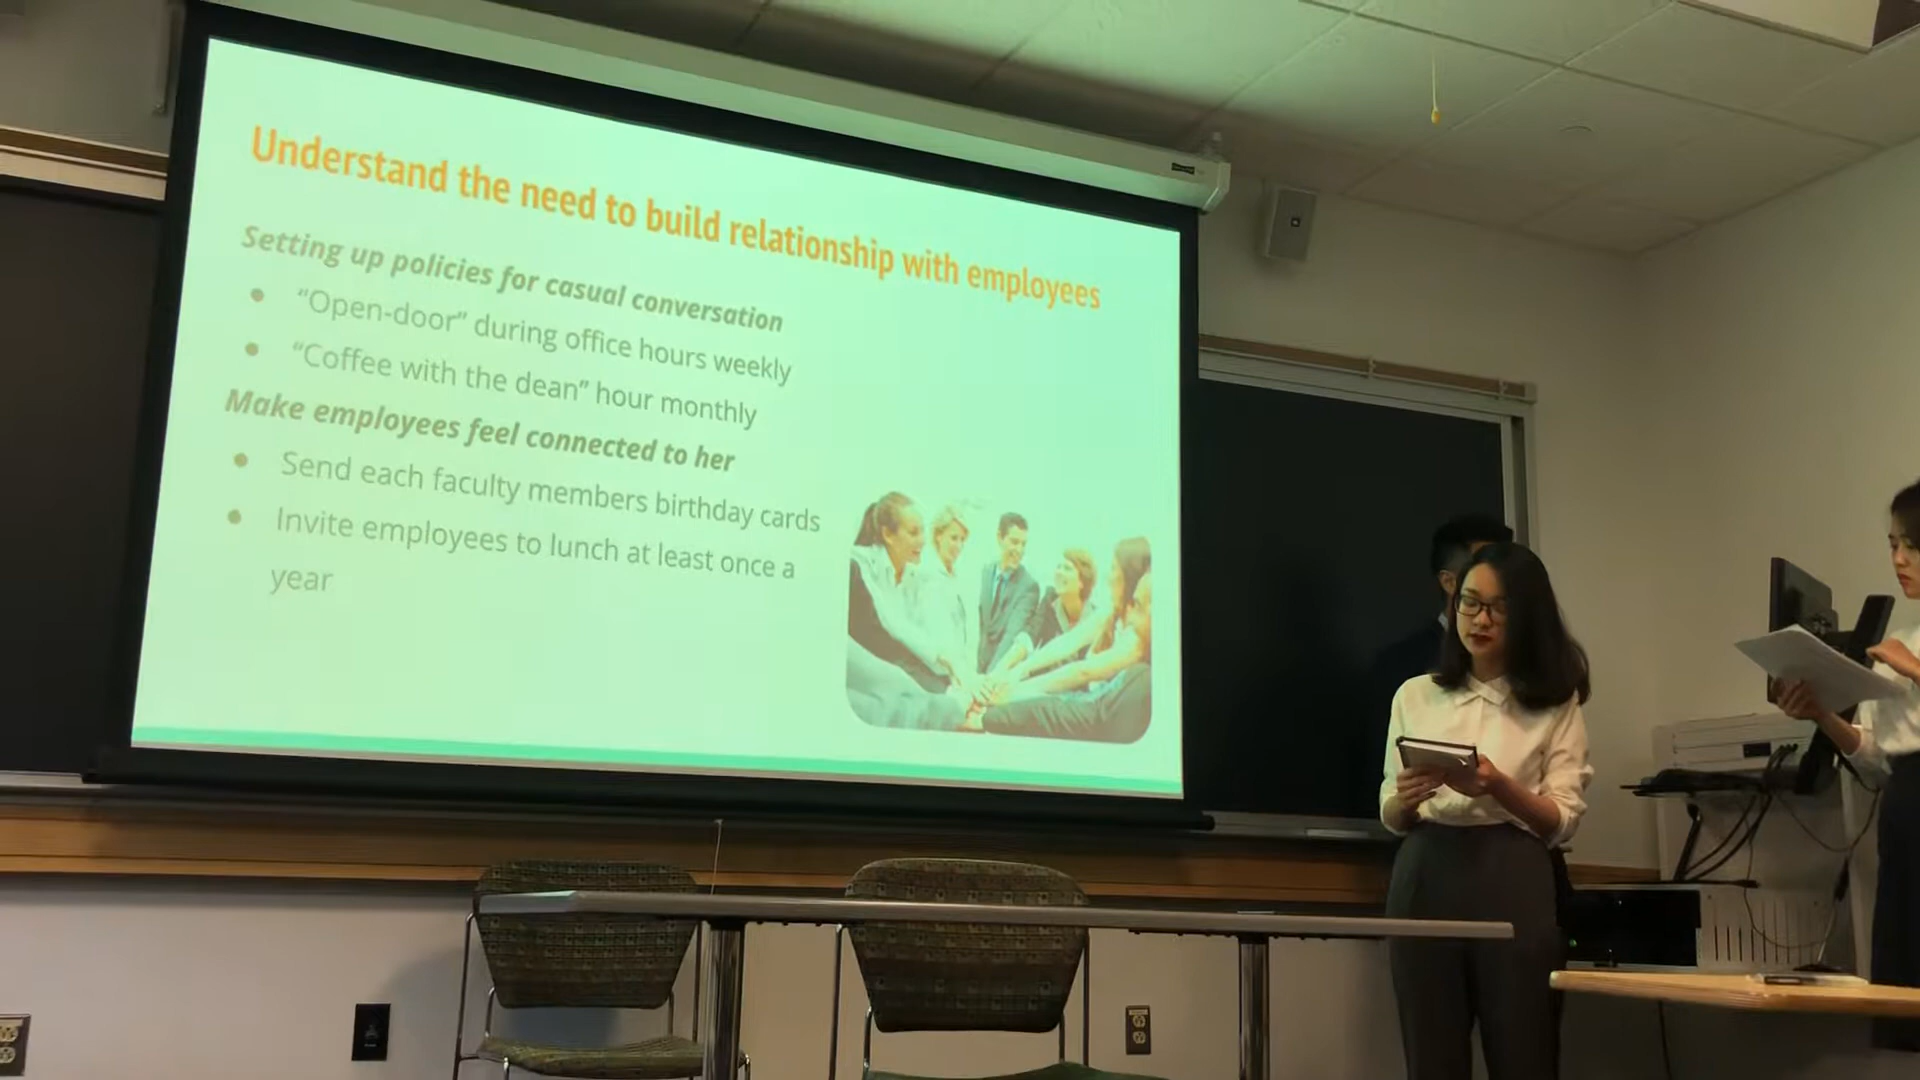 Understand the need to build relationship with employees
Setting up policies for casual conversation
● “Open-door” during office hours weekly
● “Coffee with the dean” hour monthly
Make employees feel connected to her
● Send each faculty members birthday cards
● Invite employees to lunch at least once a
year